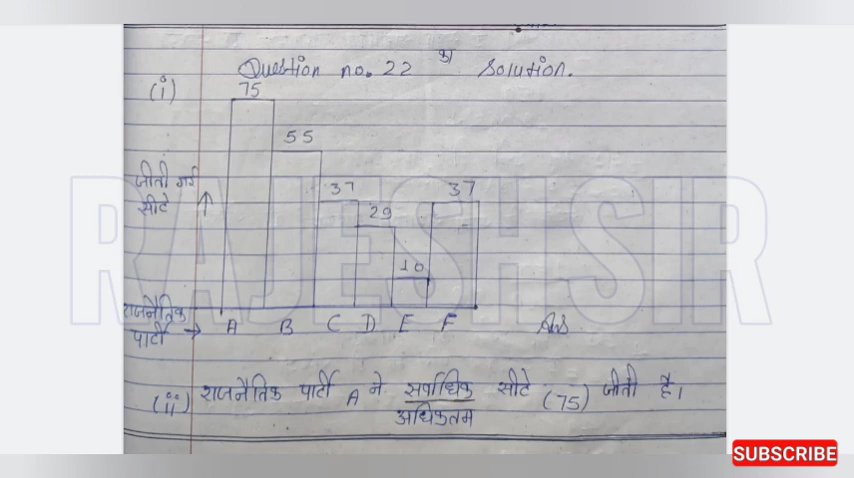 Question no. 22 का Solution.
(i)
75
55
37
29
10
37
जीती गई
सीटे ↑
राजनैतिक
पार्टी →
A B C D E F
Ans
(ii) राजनैतिक पार्टी A ने सर्वाधिक सीटे (75) जीती है।
अधिकतम
RAJESH SIR
SUBSCRIBE